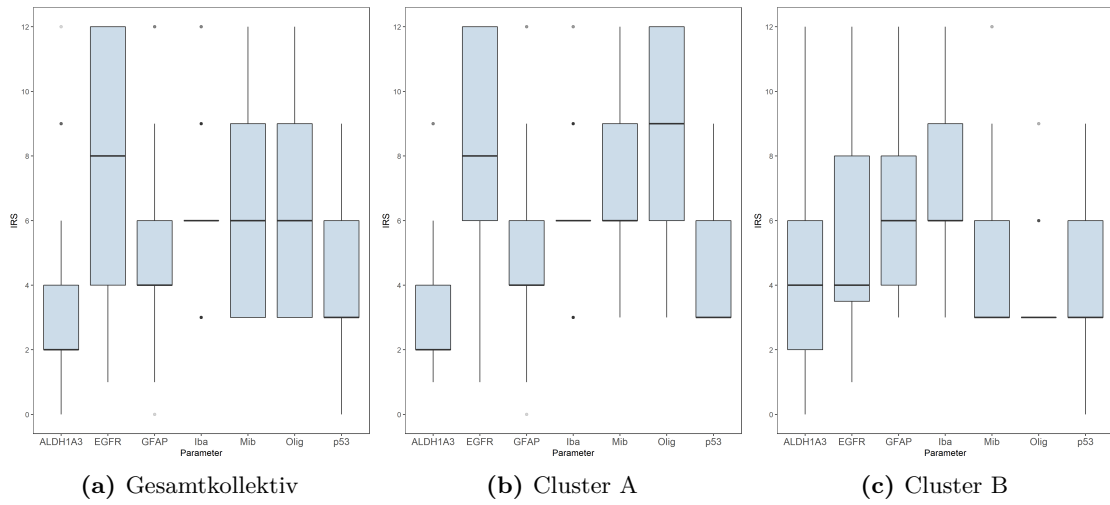 12
10
8
6
4
2
0
IRS
ALDH1A3 EGFR GFAP Iba Mib Olig p53
Parameter
(a) Gesamtkollektiv
12
10
8
6
4
2
0
IRS
ALDH1A3 EGFR GFAP Iba Mib Olig p53
Parameter
(b) Cluster A
12
10
8
6
4
2
0
IRS
ALDH1A3 EGFR GFAP Iba Mib Olig p53
Parameter
(c) Cluster B